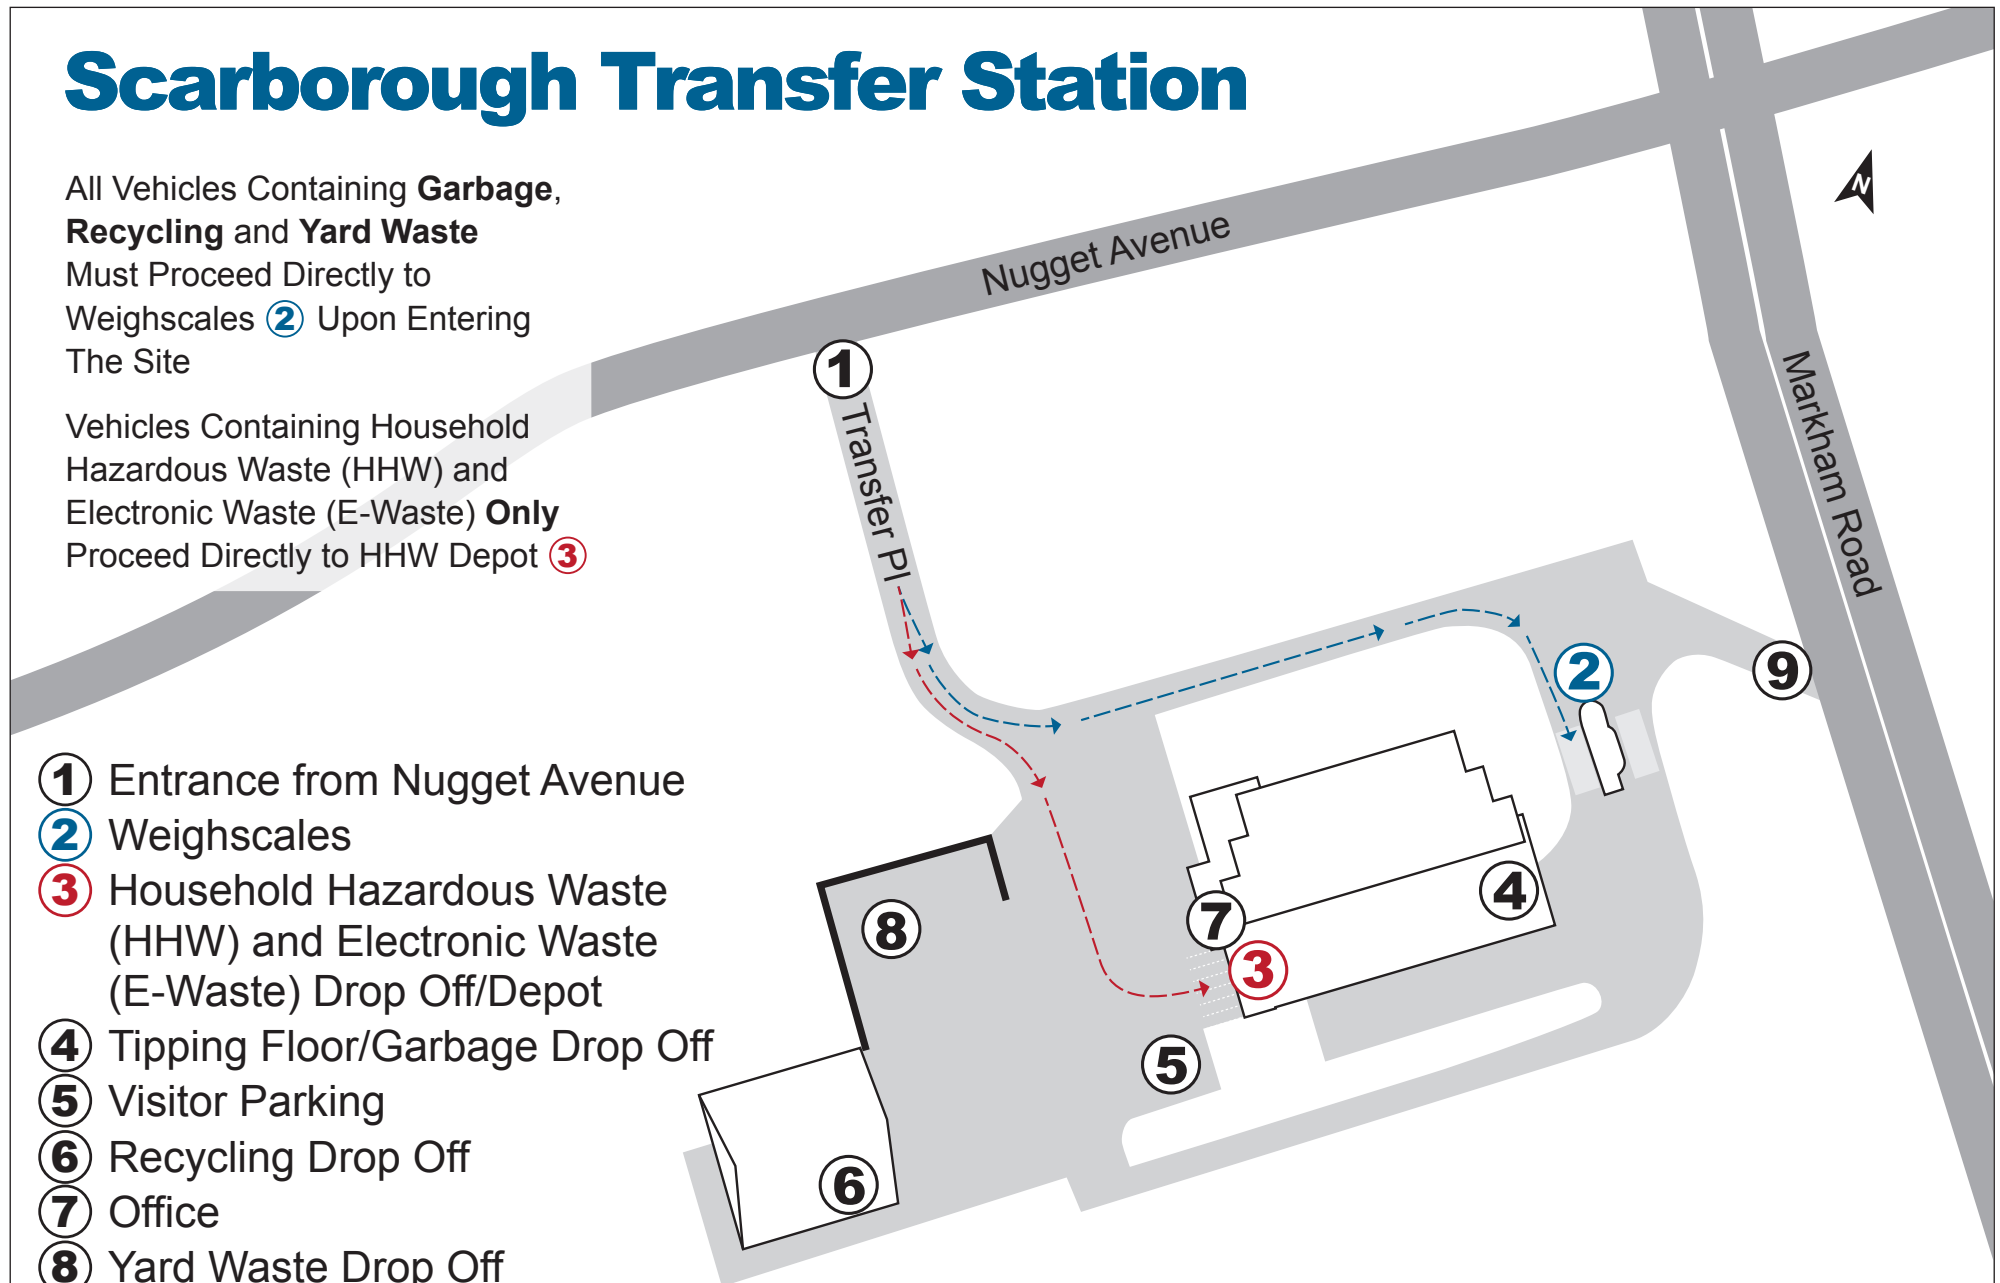 Scarborough Transfer Station
All Vehicles Containing Garbage,
Recycling and Yard Waste
Must Proceed Directly to
Weighscales 2 Upon Entering
The Site
Vehicles Containing Household
Hazardous Waste (HHW) and
Electronic Waste (E-Waste) Only
Proceed Directly to HHW Depot 3
N
Nugget Avenue
Markham Road
1
Transfer Pl
2
9
4
7
8
3
5
6
1 Entrance from Nugget Avenue
2 Weighscales
3 Household Hazardous Waste
(HHW) and Electronic Waste
(E-Waste) Drop Off/Depot
4 Tipping Floor/Garbage Drop Off
5 Visitor Parking
6 Recycling Drop Off
7 Office
8 Yard Waste Drop Off